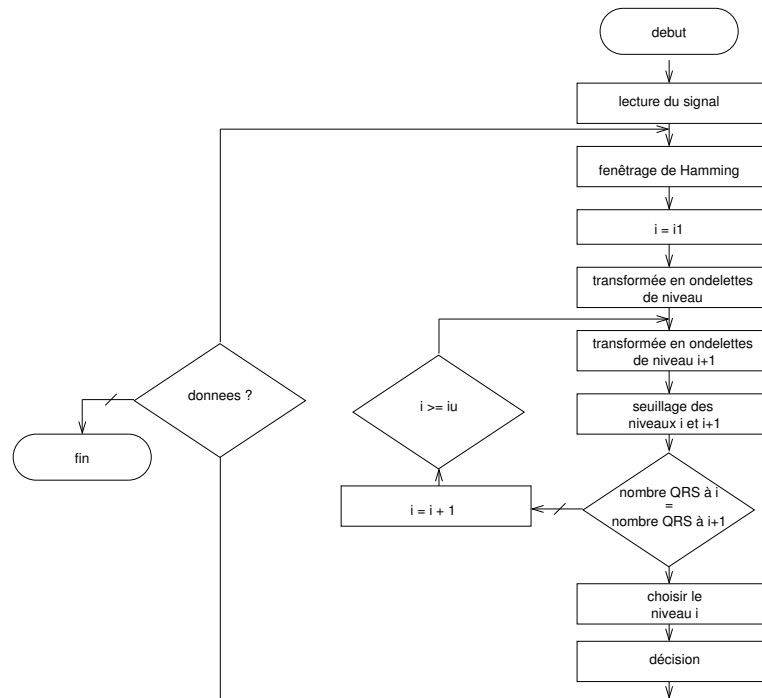 debut
lecture du signal
fenêtrage de Hamming
i = i1
transformée en ondelettes
de niveau
transformée en ondelettes
de niveau i+1
seuillage des
niveaux i et i+1
nombre QRS à i
=
nombre QRS à i+1
i = i + 1
i >= iu
choisir le
niveau i
décision
donnees ?
fin